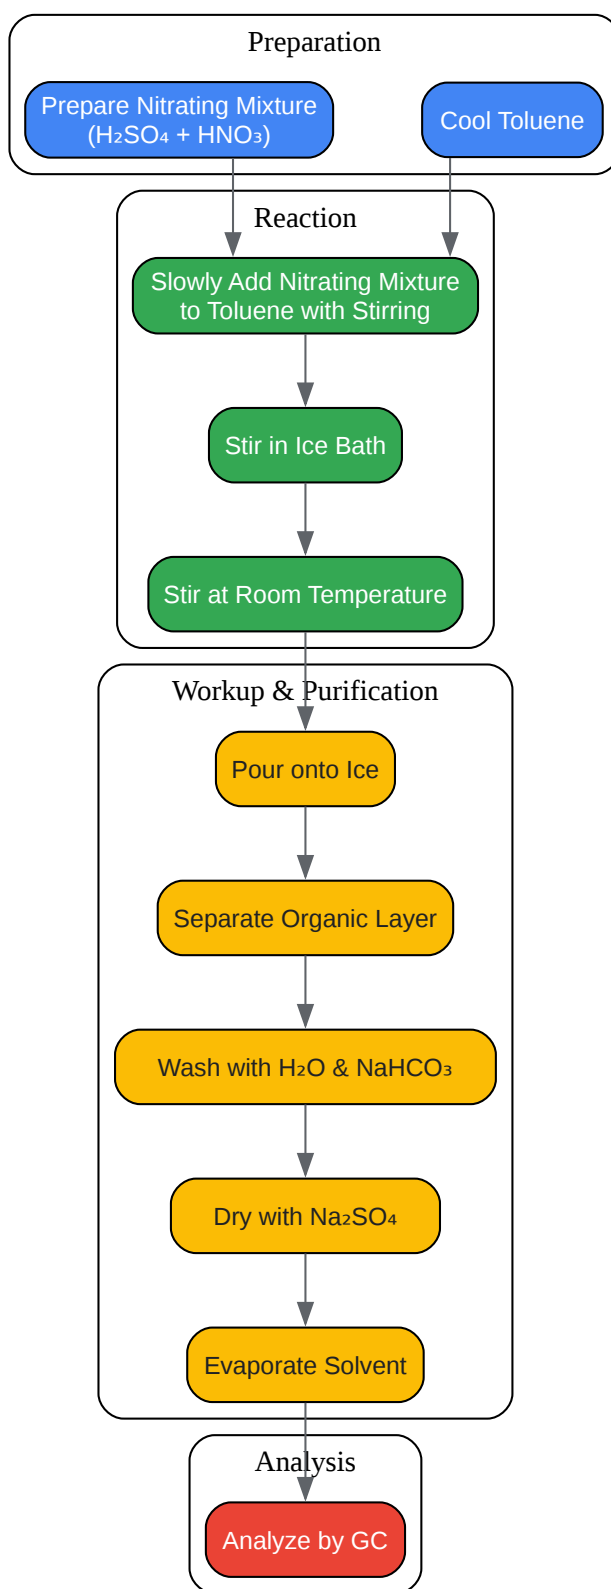 Preparation
Prepare Nitrating Mixture
(H₂SO₄ + HNO₃)
Cool Toluene
Reaction
Slowly Add Nitrating Mixture
to Toluene with Stirring
Stir in Ice Bath
Stir at Room Temperature
Workup & Purification
Pour onto Ice
Separate Organic Layer
Wash with H₂O & NaHCO₃
Dry with Na₂SO₄
Evaporate Solvent
Analysis
Analyze by GC